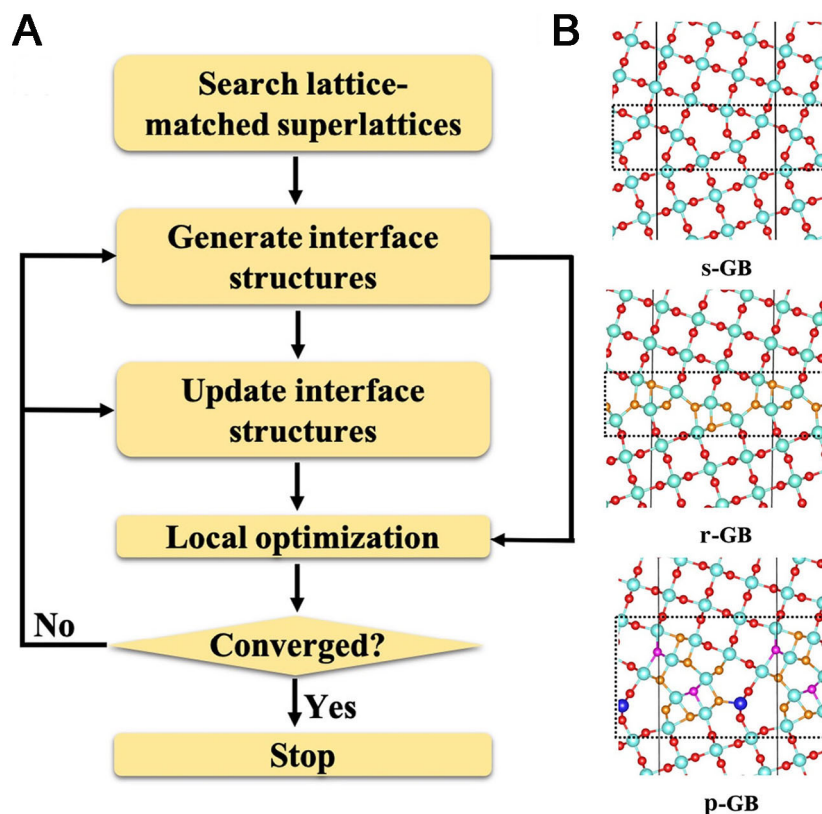 A
Search lattice-
matched superlattices
Generate interface
structures
Update interface
structures
Local optimization
Converged?
No
Yes
Stop
B
s-GB
r-GB
p-GB